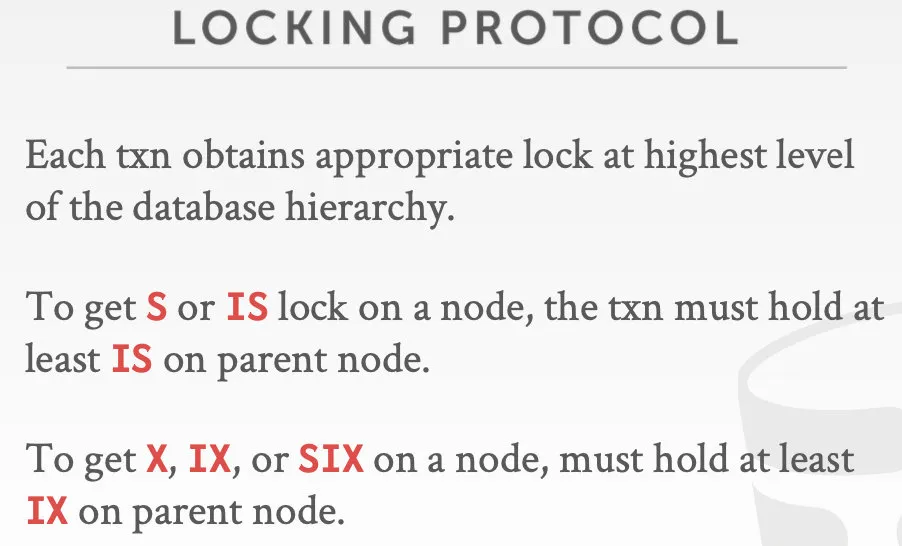 LOCKING PROTOCOL
Each txn obtains appropriate lock at highest level
of the database hierarchy.
To get S or IS lock on a node, the txn must hold at
least IS on parent node.
To get X, IX, or SIX on a node, must hold at least
IX on parent node.